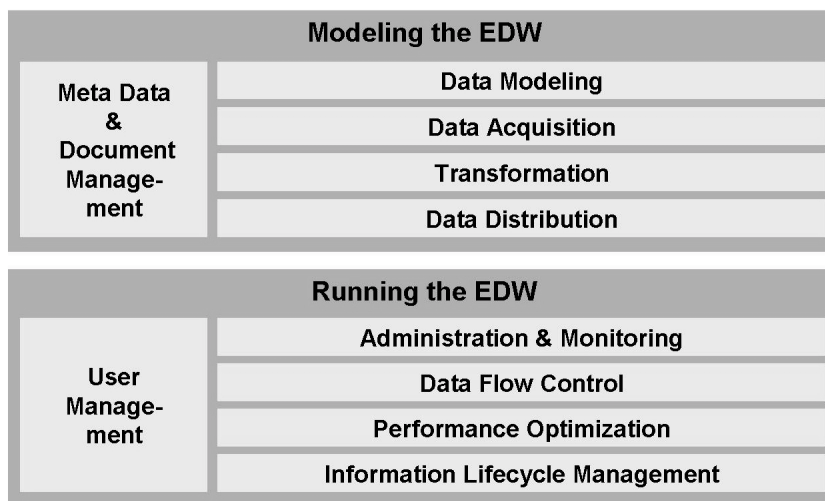 Modeling the EDW
Meta Data
&
Document
Manage-
ment
Data Modeling
Data Acquisition
Transformation
Data Distribution
Running the EDW
User
Manage-
ment
Administration & Monitoring
Data Flow Control
Performance Optimization
Information Lifecycle Management